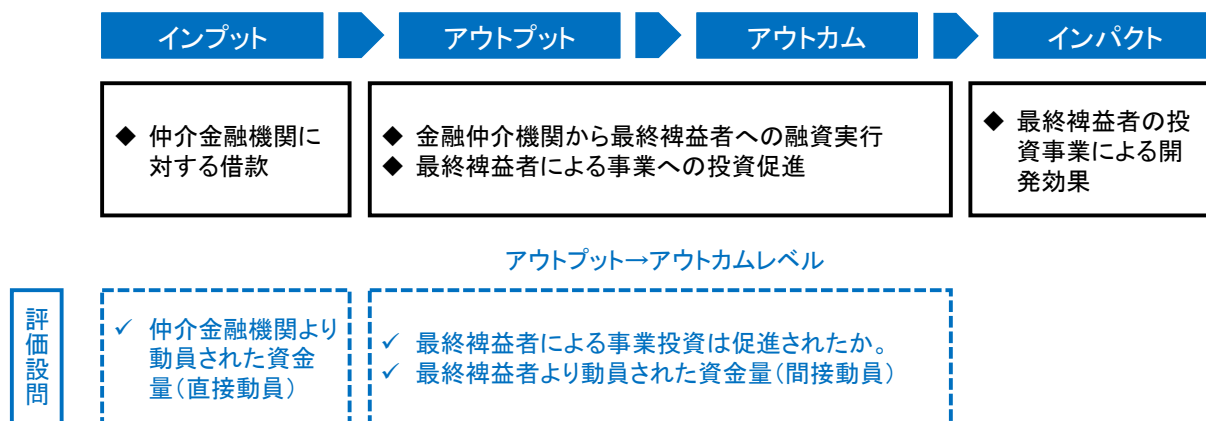 インプット
アウトプット
アウトカム
インパクト
◆ 仲介金融機関に
対する借款
◆ 金融仲介機関から最終裨益者への融資実行
◆ 最終裨益者による事業への投資促進
◆ 最終裨益者の投
資事業による開
発効果
アウトプット→アウトカムレベル
評価設問
✓ 仲介金融機関より
動員された資金
量(直接動員)
✓ 最終裨益者による事業投資は促進されたか。
✓ 最終裨益者より動員された資金量(間接動員)